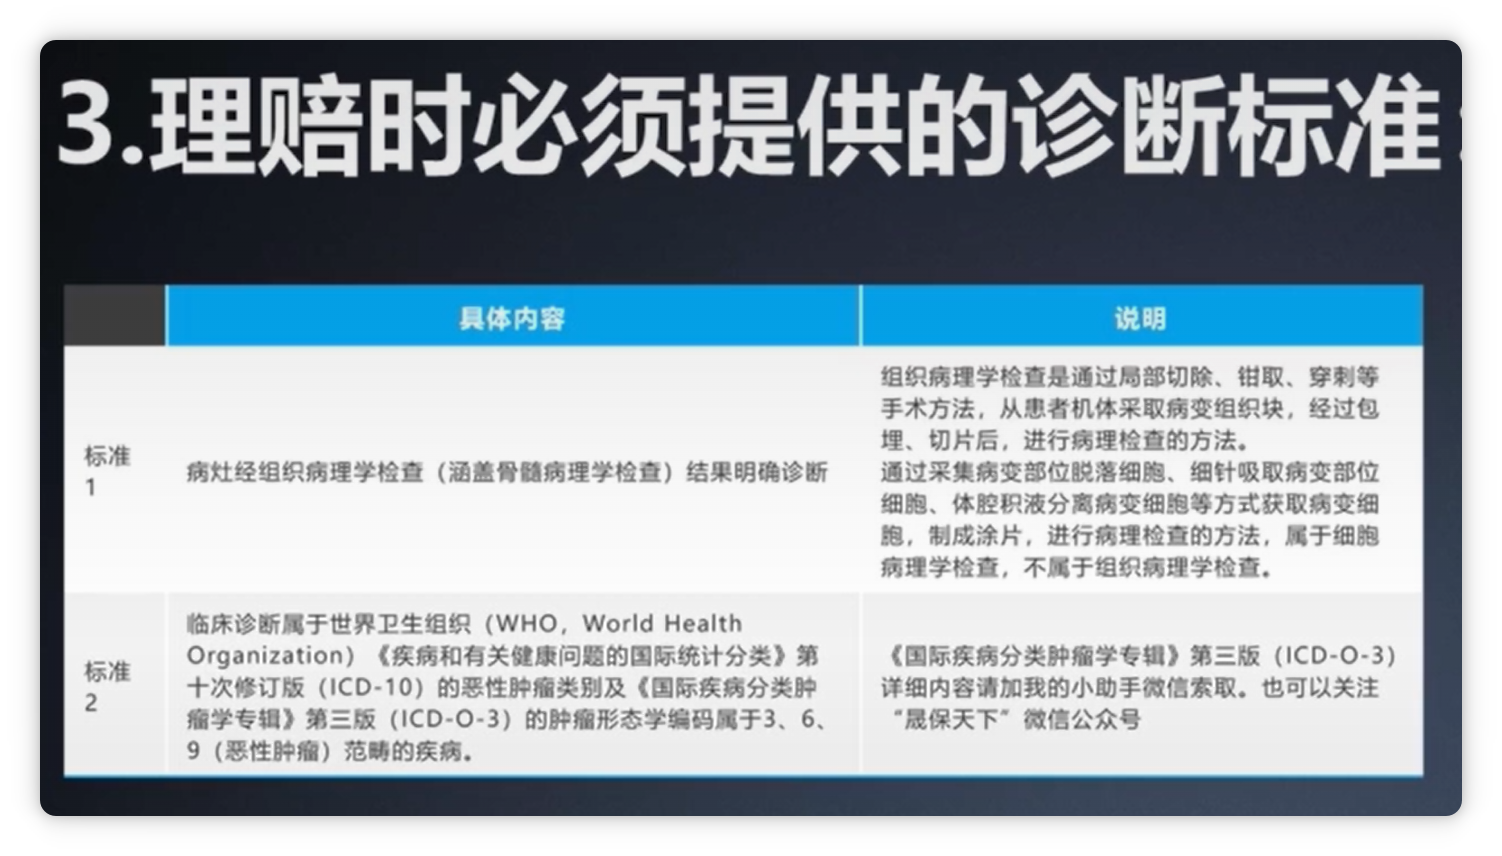 3.理赔时必须提供的诊断标准：
具体内容
说明
标准
1
病灶经组织病理学检查（涵盖骨髓病理学检查）结果明确诊断
组织病理学检查是通过局部切除、钳取、穿刺等
手术方法，从患者机体采取病变组织块，经过包
埋、切片后，进行病理检查的方法。
通过采集病变部位脱落细胞、细针吸取病变部位
细胞、体腔积液分离病变细胞等方式获取病变细
胞，制成涂片，进行病理检查的方法，属于细胞
病理学检查，不属于组织病理学检查。
标准
2
临床诊断属于世界卫生组织（WHO，World Health
Organization）《疾病和有关健康问题的国际统计分类》第
十次修订版（ICD-10）的恶性肿瘤类别及《国际疾病分类肿
瘤学专辑》第三版（ICD-O-3）的肿瘤形态学编码属于3、6、
9（恶性肿瘤）范畴的疾病。
《国际疾病分类肿瘤学专辑》第三版（ICD-O-3）
详细内容请加我的小助手微信索取。也可以关注
“晟保天下”微信公众号